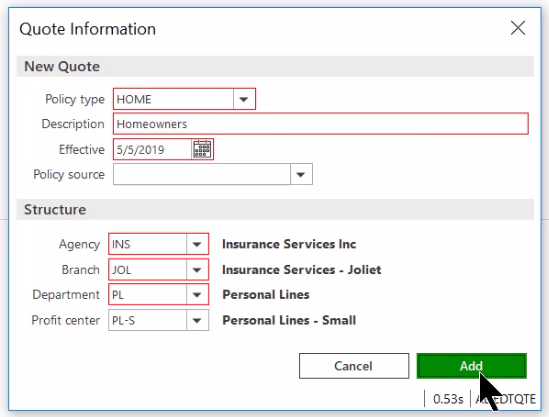 Quote Information
New Quote
Policy type HOME
Description Homeowners
Effective 5/5/2019
Policy source
Structure
Agency INS Insurance Services Inc
Branch JOL Insurance Services - Joliet
Department PL Personal Lines
Profit center PL-S Personal Lines - Small
Cancel Add
0.53s